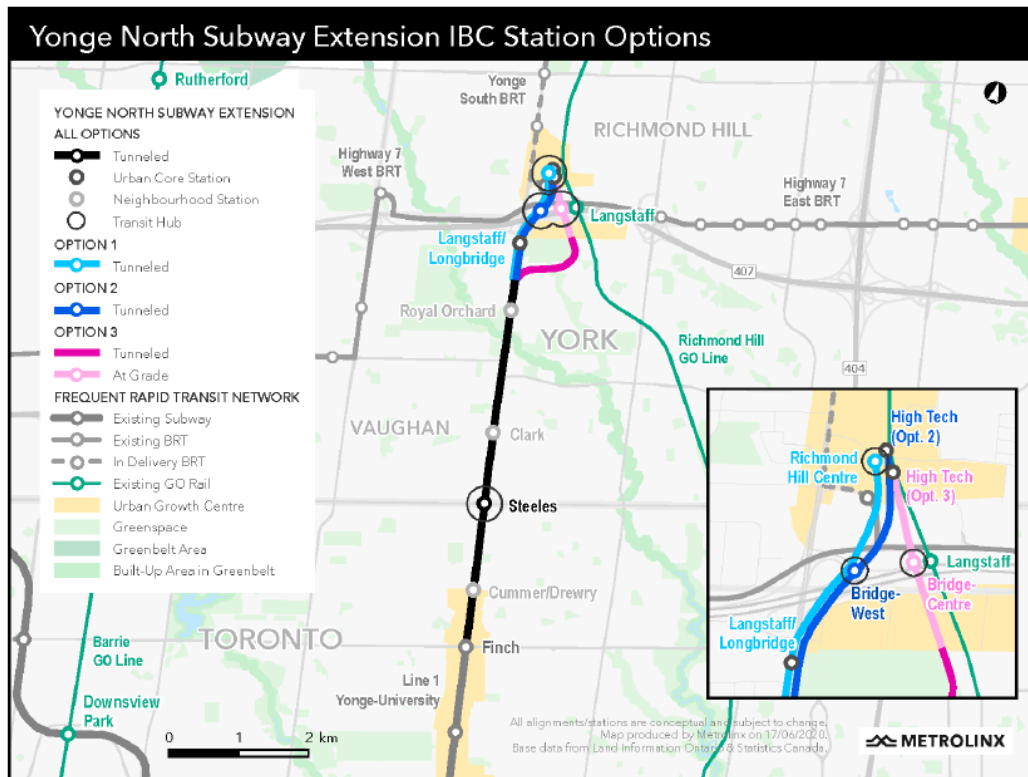 Yonge North Subway Extension IBC Station Options
Rutherford
YONGE NORTH SUBWAY EXTENSION
ALL OPTIONS
Tunneled
Urban Core Station
Neighbourhood Station
Transit Hub
OPTION 1
Tunneled
OPTION 2
Tunneled
OPTION 3
Tunneled
At Grade
FREQUENT RAPID TRANSIT NETWORK
Existing Subway
Existing BRT
In Delivery BRT
Existing GO Rail
Urban Growth Centre
Greenspace
Greenbelt Area
Built-Up Area in Greenbelt
Yonge
South BRT
RICHMOND HILL
Highway 7
West BRT
Highway 7
East BRT
Langstaff
Langstaff/
Longbridge
407
Royal Orchard
YORK
Richmond Hill
GO Line
404
VAUGHAN
Clark
Steeles
Cummer/Drewry
TORONTO
Finch
Barrie
GO Line
Line 1
Yonge-University
Downsview
Park
0 1 2 km
High Tech
(Opt. 2)
Richmond
Hill Centre
High Tech
(Opt. 3)
Langstaff
Bridge-
West
Bridge-
Centre
Langstaff/
Longbridge
All alignments/stations are conceptual and subject to change.
Map produced by Metrolinx on 17/06/2020.
Base data from Land Information Ontario & Statistics Canada.
METROLINX